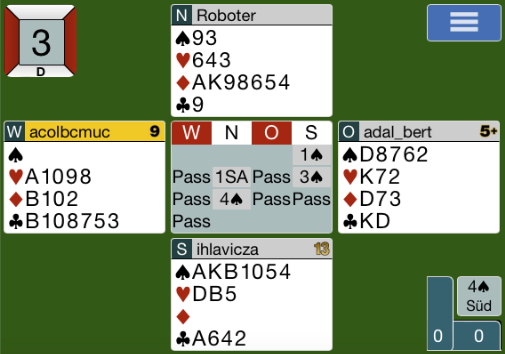 3
D
N Roboter
♠93
♥643
♦AK98654
♣9
W acolbcmuc 9
♠
♥A1098
♦B102
♣B108753
W N O S
1♠
Pass 1SA Pass 3♠
Pass 4♠ Pass Pass
Pass
O adal_bert 5+
♠D8762
♥K72
♦D73
♣KD
S ihlavicza 13
♠AKB1054
♥DB5
♦
♣A642
4♠
Süd
0 0